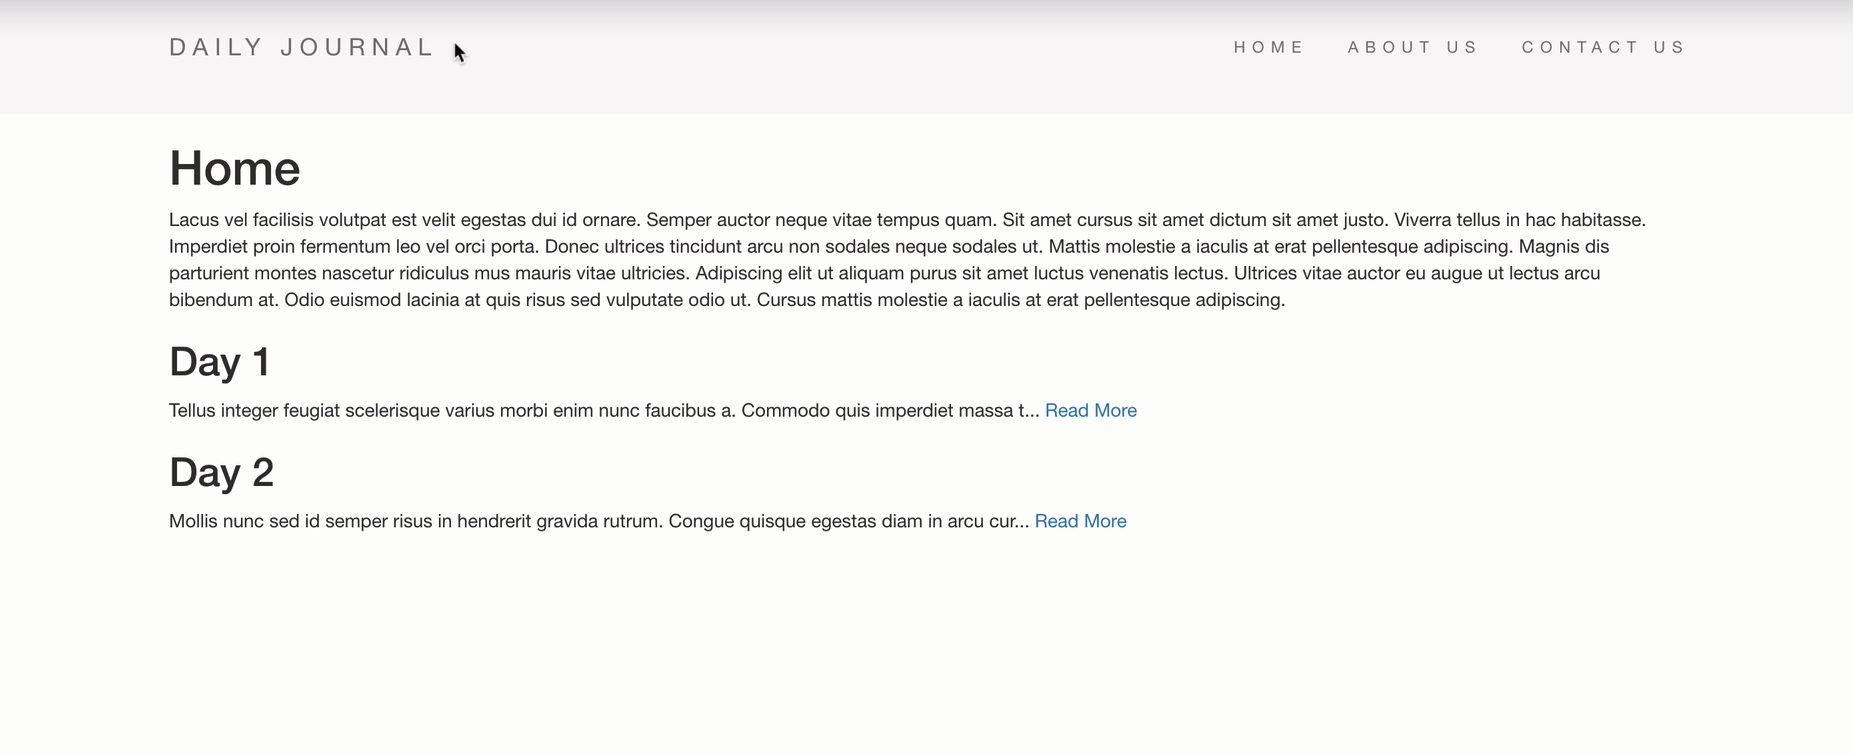 DAILY JOURNAL
HOME ABOUT US CONTACT US
Home
Lacus vel facilisis volutpat est velit egestas dui id ornare. Semper auctor neque vitae tempus quam. Sit amet cursus sit amet dictum sit amet justo. Viverra tellus in hac habitasse.
Imperdiet proin fermentum leo vel orci porta. Donec ultrices tincidunt arcu non sodales neque sodales ut. Mattis molestie a iaculis at erat pellentesque adipiscing. Magnis dis
parturient montes nascetur ridiculus mus mauris vitae ultricies. Adipiscing elit ut aliquam purus sit amet luctus venenatis lectus. Ultrices vitae auctor eu augue ut lectus arcu
bibendum at. Odio euismod lacinia at quis risus sed vulputate odio ut. Cursus mattis molestie a iaculis at erat pellentesque adipiscing.
Day 1
Tellus integer feugiat scelerisque varius morbi enim nunc faucibus a. Commodo quis imperdiet massa t... Read More
Day 2
Mollis nunc sed id semper risus in hendrerit gravida rutrum. Congue quisque egestas diam in arcu cur... Read More